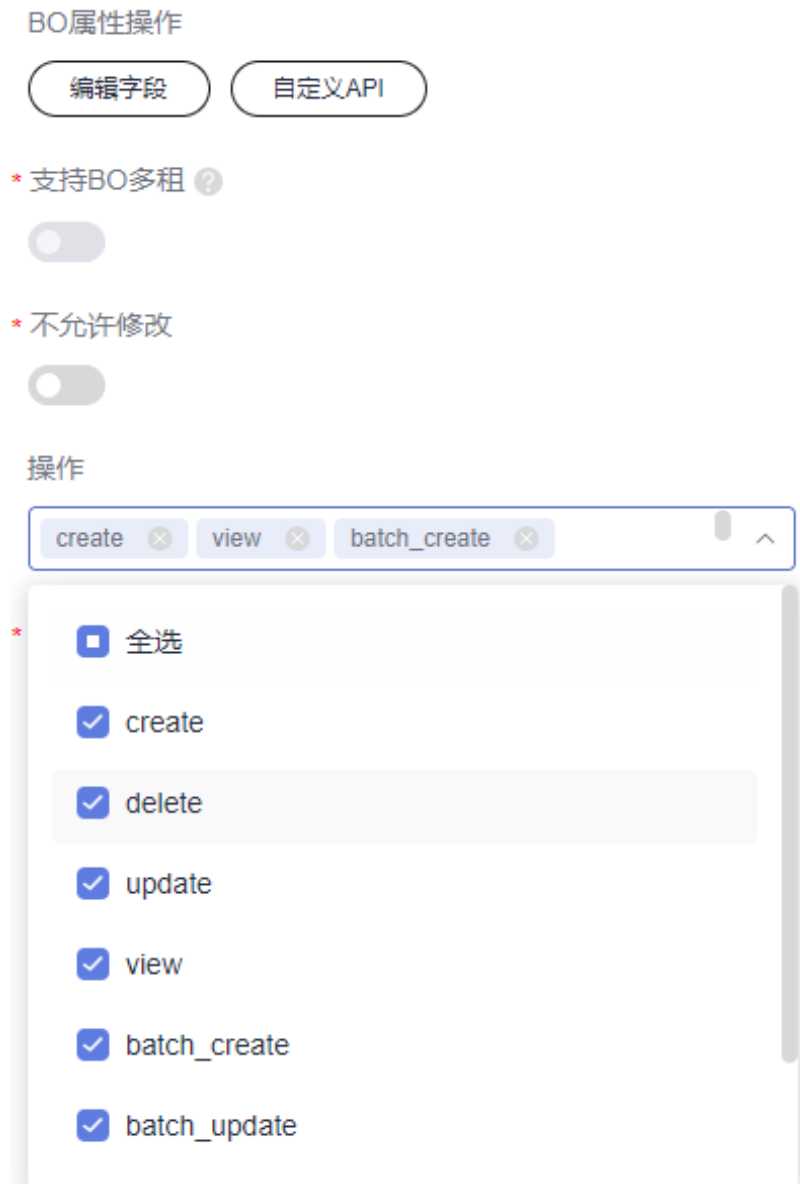 BO属性操作
编辑字段 自定义API
* 支持BO多租 ?
* 不允许修改
操作
create view batch_create
*
全选
create
delete
update
view
batch_create
batch_update